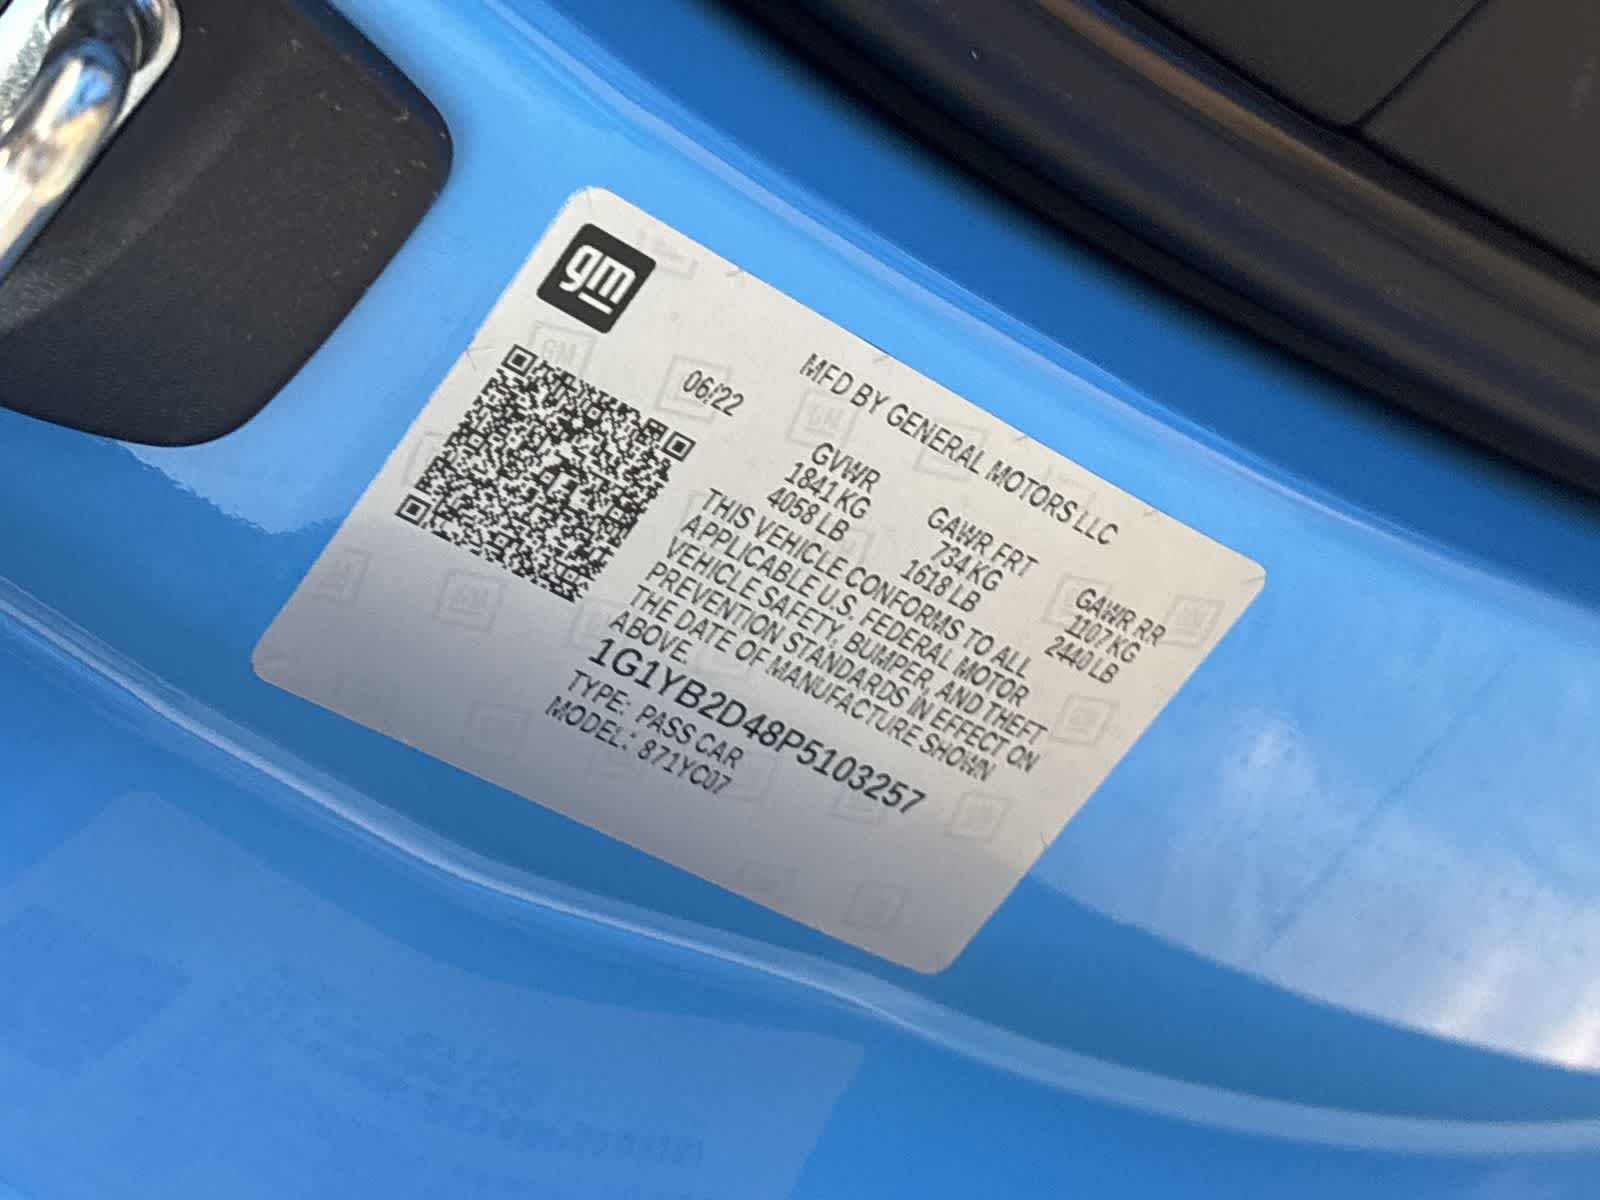 gm
06/22
MFD BY GENERAL MOTORS LLC
GVWR GAWR FRT GAWR RR
1841 KG 734 KG 1107 KG
4058 LB 1618 LB 2440 LB
THIS VEHICLE CONFORMS TO ALL
APPLICABLE U.S. FEDERAL MOTOR
VEHICLE SAFETY, BUMPER, AND THEFT
PREVENTION STANDARDS IN EFFECT ON
THE DATE OF MANUFACTURE SHOWN
ABOVE.
1G1YB2D48P5103257
TYPE: PASS CAR
MODEL: 871YC07